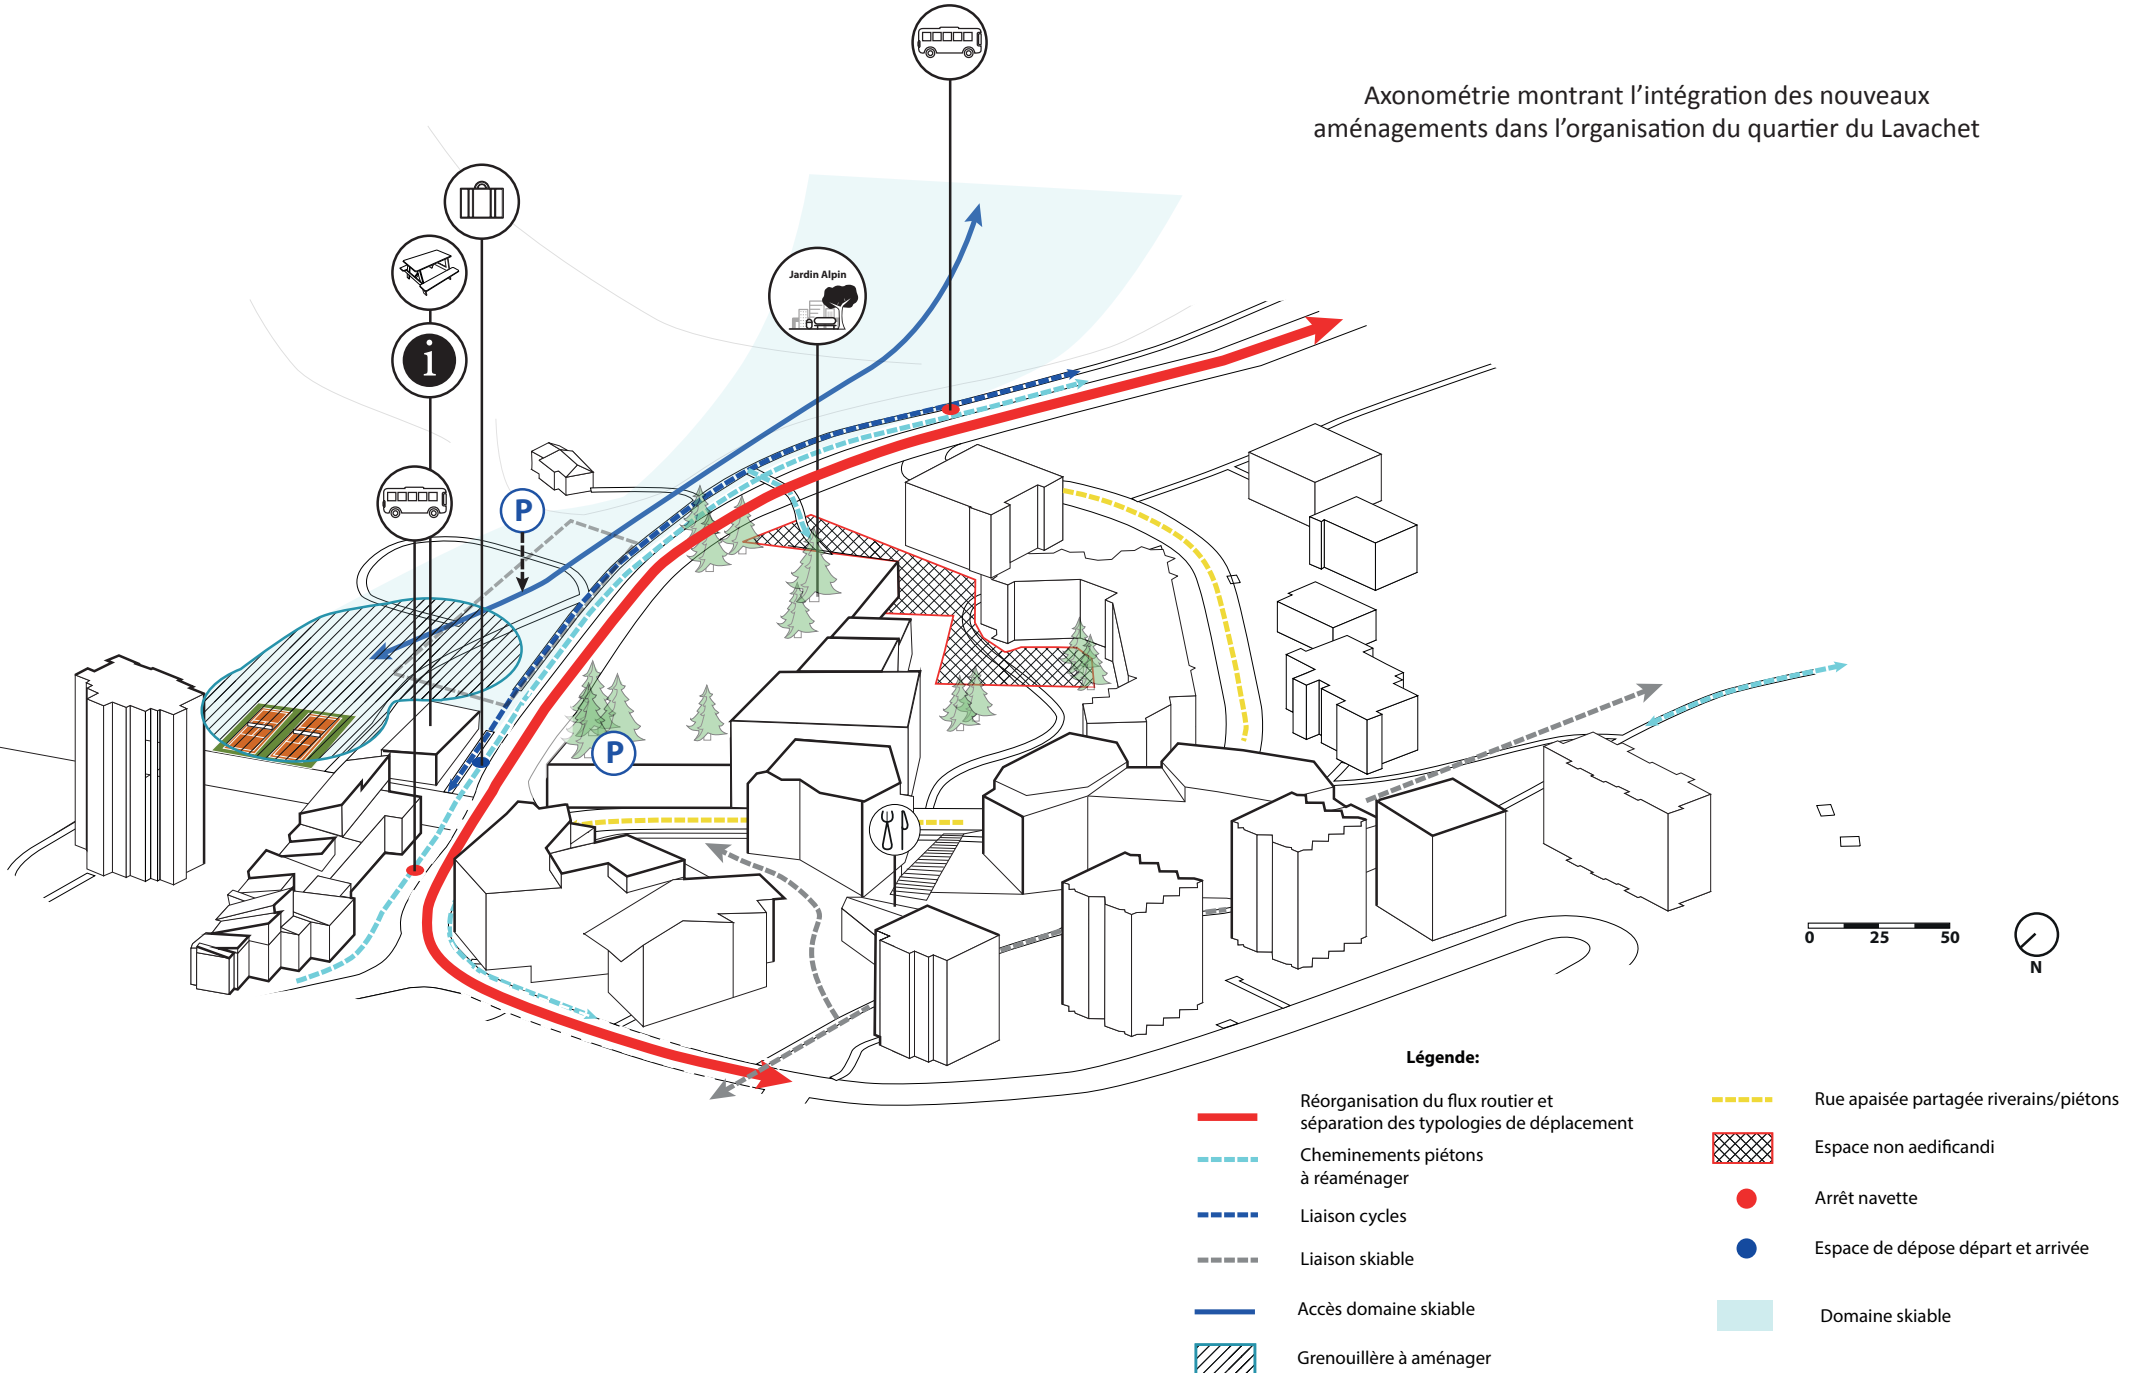 Axonométrie montrant l'intégration des nouveaux
aménagements dans l'organisation du quartier du Lavachet
Jardin Alpin
i
P
P
0 25 50
N
Légende:
Réorganisation du flux routier et
séparation des typologies de déplacement
Cheminements piétons
à réaménager
Liaison cycles
Liaison skiable
Accès domaine skiable
Grenouillère à aménager
Rue apaisée partagée riverains/piétons
Espace non aedificandi
Arrêt navette
Espace de dépose départ et arrivée
Domaine skiable